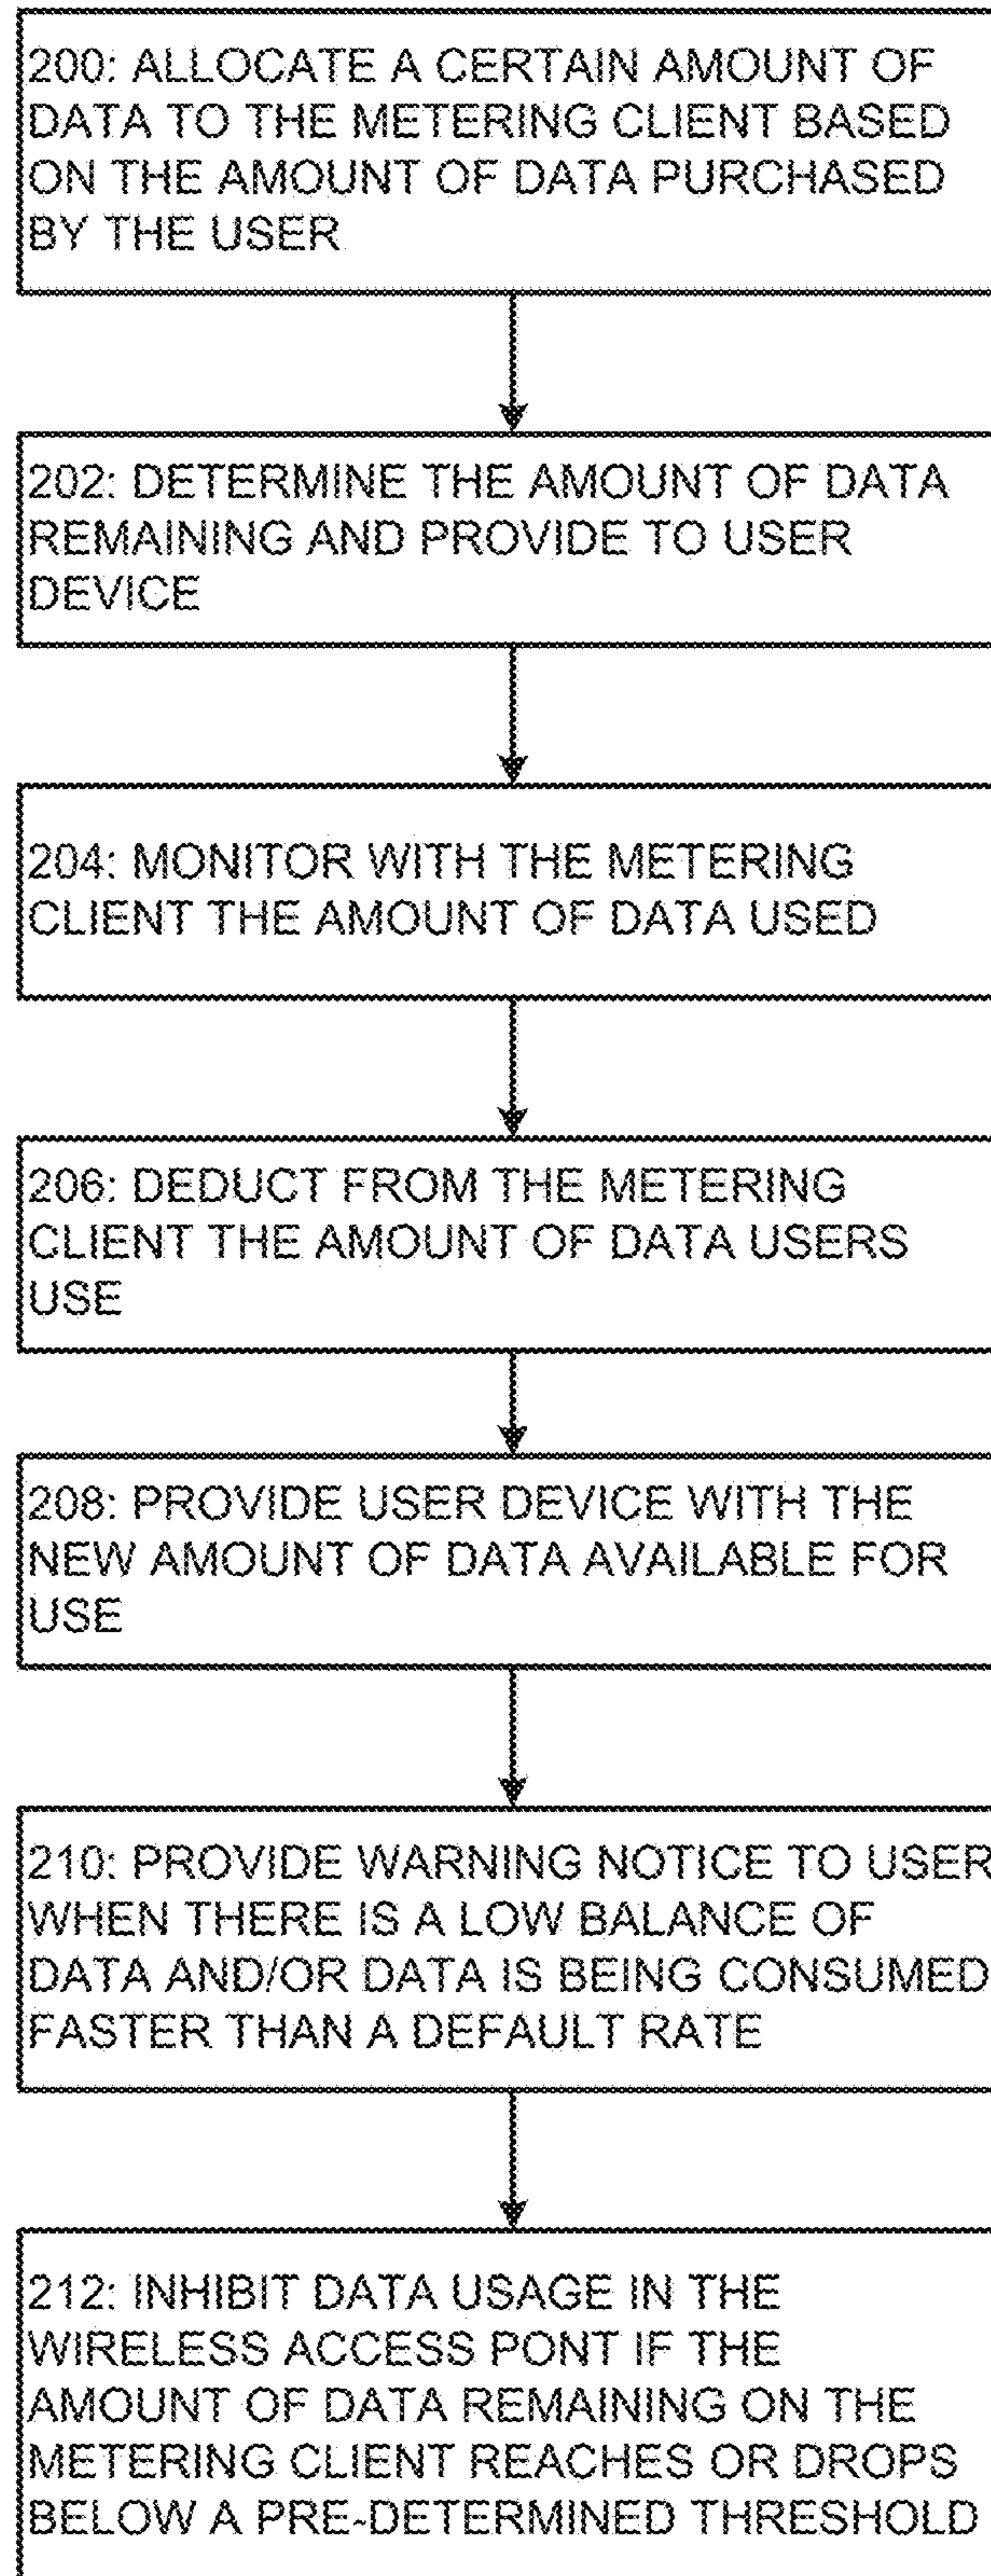 200: ALLOCATE A CERTAIN AMOUNT OF
DATA TO THE METERING CLIENT BASED
ON THE AMOUNT OF DATA PURCHASED
BY THE USER
202: DETERMINE THE AMOUNT OF DATA
REMAINING AND PROVIDE TO USER
DEVICE
204: MONITOR WITH THE METERING
CLIENT THE AMOUNT OF DATA USED
206: DEDUCT FROM THE METERING
CLIENT THE AMOUNT OF DATA USERS
USE
208: PROVIDE USER DEVICE WITH THE
NEW AMOUNT OF DATA AVAILABLE FOR
USE
210: PROVIDE WARNING NOTICE TO USER
WHEN THERE IS A LOW BALANCE OF
DATA AND/OR DATA IS BEING CONSUMED
FASTER THAN A DEFAULT RATE
212: INHIBIT DATA USAGE IN THE
WIRELESS ACCESS PONT IF THE
AMOUNT OF DATA REMAINING ON THE
METERING CLIENT REACHES OR DROPS
BELOW A PRE-DETERMINED THRESHOLD